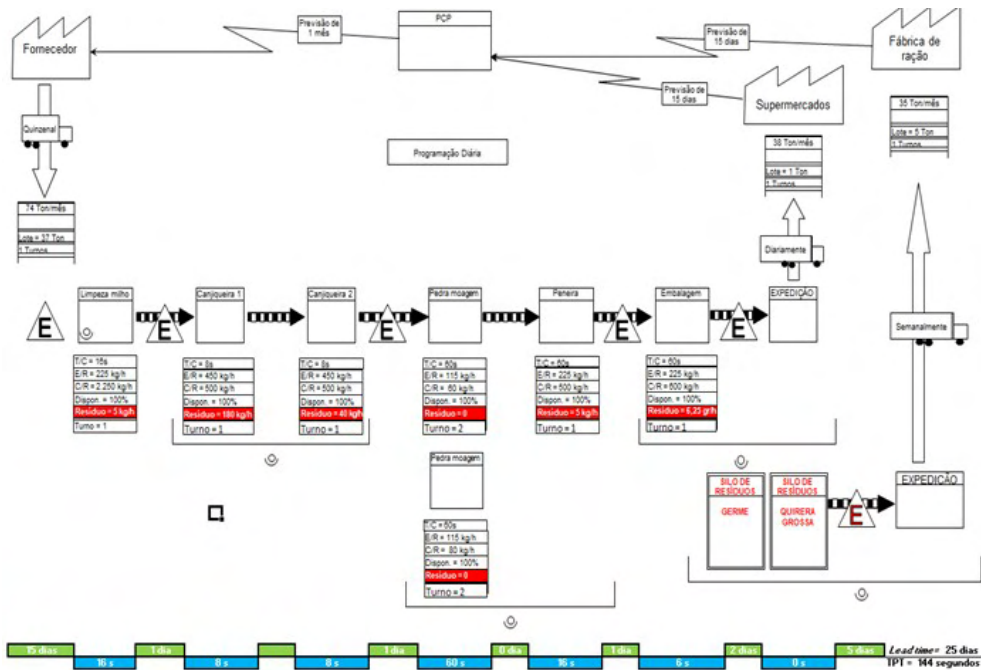 Fornecedor
Previsão de
1 mês
PCP
Previsão de
15 dias
Fábrica de
ração
Previsão de
15 dias
Supermercados
Quinzenal
Programação Diária
38 Ton/mês
Lote = 1 Ton
1 Turnos
35 Ton/mês
Lote = 5 Ton
1 Turnos
74 Ton/mês
Lote = 37 Ton
1 Turnos
Diariamente
Semanalmente
E
Limpeza milho
E
Canjiqueira 1
Canjiqueira 2
E
Pedra moagem
Peneira
E
Embalagem
E
EXPEDIÇÃO
T/C = 16s
E/R = 225 kg/h
C/R = 2.250 kg/h
Dispon. = 100%
Resíduo = 5 kg/h
Turno = 1
T/C = 8s
E/R = 450 kg/h
C/R = 500 kg/h
Dispon. = 100%
Resíduo = 180 kg/h
Turno = 1
T/C = 8s
E/R = 450 kg/h
C/R = 500 kg/h
Dispon. = 100%
Resíduo = 40 kg/h
Turno = 1
T/C = 60s
E/R = 115 kg/h
C/R = 60 kg/h
Dispon. = 100%
Resíduo = 0
Turno = 2
T/C = 60s
E/R = 225 kg/h
C/R = 500 kg/h
Dispon. = 100%
Resíduo = 5 kg/h
Turno = 1
T/C = 60s
E/R = 225 kg/h
C/R = 600 kg/h
Dispon. = 100%
Resíduo = 6,25 gr/h
Turno = 1
Pedra moagem
T/C = 60s
E/R = 115 kg/h
C/R = 80 kg/h
Dispon. = 100%
Resíduo = 0
Turno = 2
SILO DE
RESÍDUOS
GERME
SILO DE
RESÍDUOS
QUIRERA
GROSSA
E
EXPEDIÇÃO
15 dias
1 dia
1 dia
0 dia
1 dia
2 dias
5 dias
Lead time = 25 dias
16 s
8 s
8 s
60 s
16 s
6 s
0 s
TPT = 144 segundos